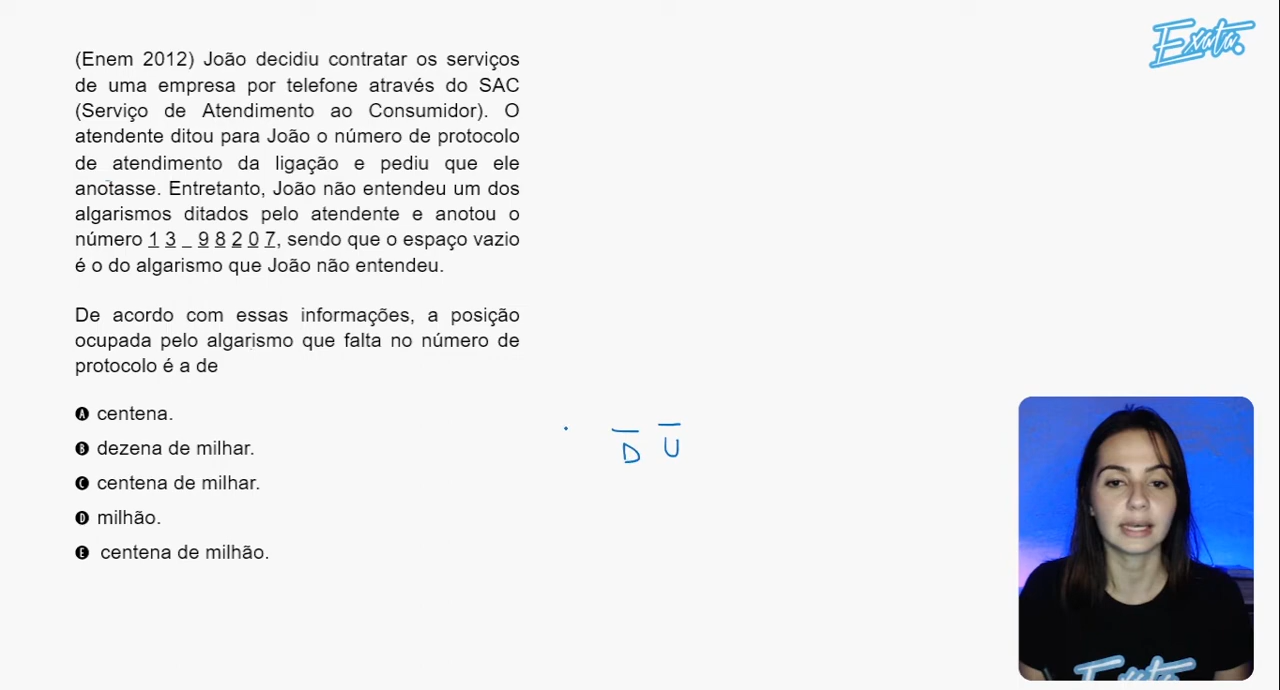 Exata.
(Enem 2012) João decidiu contratar os serviços
de uma empresa por telefone através do SAC
(Serviço de Atendimento ao Consumidor). O
atendente ditou para João o número de protocolo
de atendimento da ligação e pediu que ele
anotasse. Entretanto, João não entendeu um dos
algarismos ditados pelo atendente e anotou o
número 1 3 _ 9 8 2 0 7, sendo que o espaço vazio
é o do algarismo que João não entendeu.
De acordo com essas informações, a posição
ocupada pelo algarismo que falta no número de
protocolo é a de
A centena.
B dezena de milhar.
C centena de milhar.
D milhão.
E centena de milhão.
D U
Exata